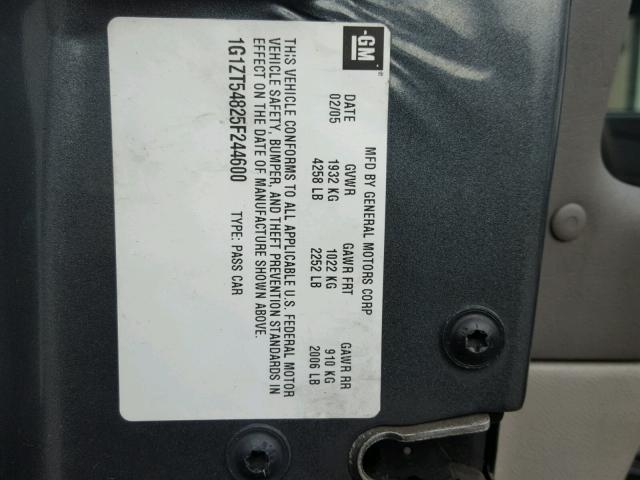 GM
®
MFD BY GENERAL MOTORS CORP
DATE GVWR GAWR FRT GAWR RR
02/05 1932 KG 1022 KG 910 KG
4258 LB 2252 LB 2006 LB
THIS VEHICLE CONFORMS TO ALL APPLICABLE U.S. FEDERAL MOTOR
VEHICLE SAFETY, BUMPER, AND THEFT PREVENTION STANDARDS IN
EFFECT ON THE DATE OF MANUFACTURE SHOWN ABOVE.
1G1ZT54825F244600 TYPE: PASS CAR